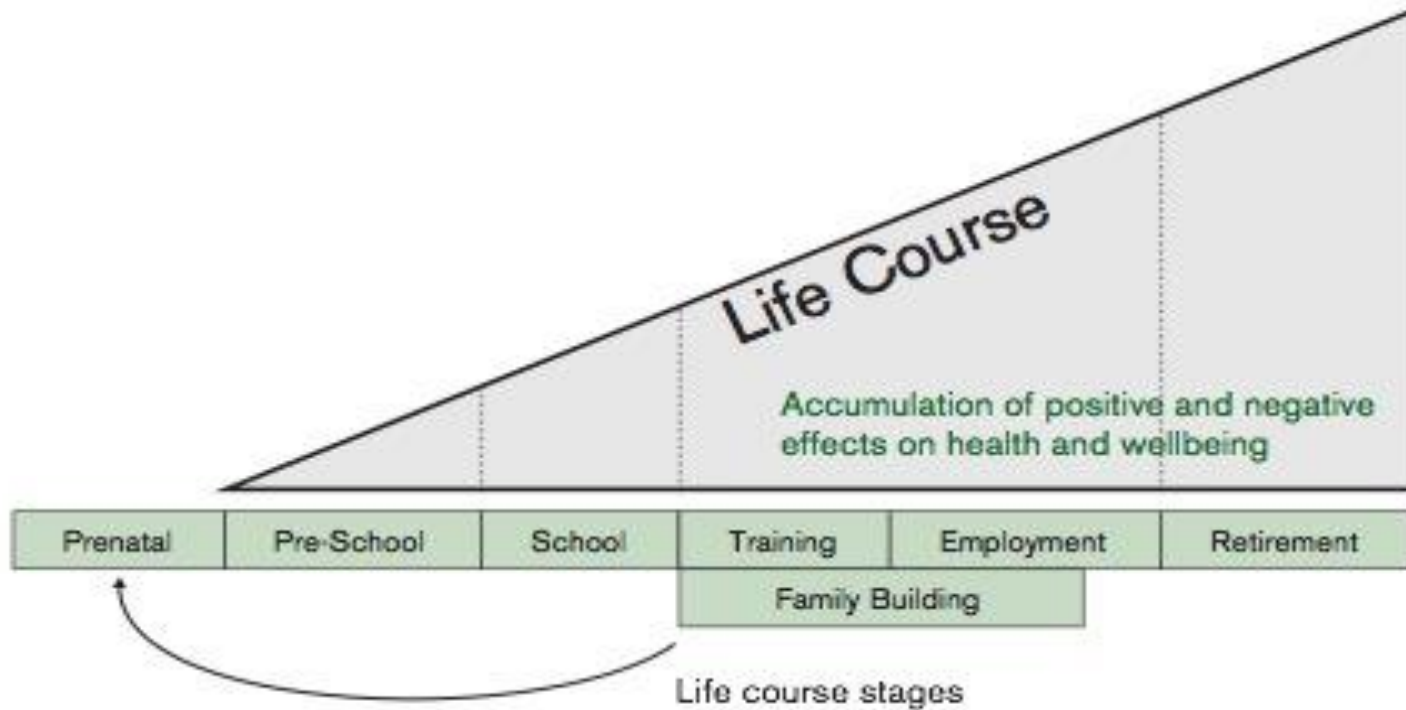 Life Course
Accumulation of positive and negative
effects on health and wellbeing
Prenatal
Pre-School
School
Training
Employment
Retirement
Family Building
Life course stages